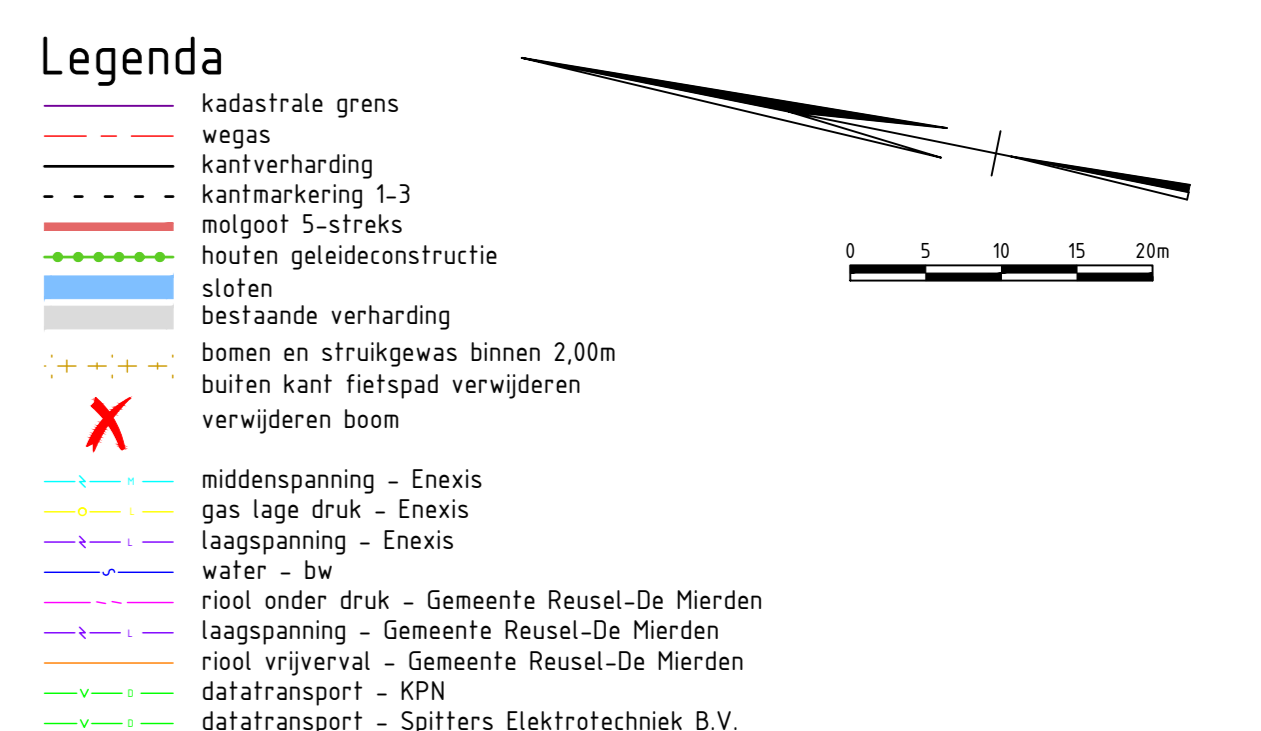 Legenda
kadastrale grens
wegas
kantverharding
kantmarkering 1-3
molgoot 5-streks
houten geleideconstructie
0 5 10 15 20m
sloten
bestaande verharding
bomen en struikgewas binnen 2,00m
buiten kant fietspad verwijderen
verwijderen boom
M middenspanning - Enexis
L gas lage druk - Enexis
L laagspanning - Enexis
water - bw
riool onder druk - Gemeente Reusel-De Mierden
L laagspanning - Gemeente Reusel-De Mierden
riool vrijverval - Gemeente Reusel-De Mierden
D datatransport - KPN
D datatransport - Spitters Elektrotechniek B.V.